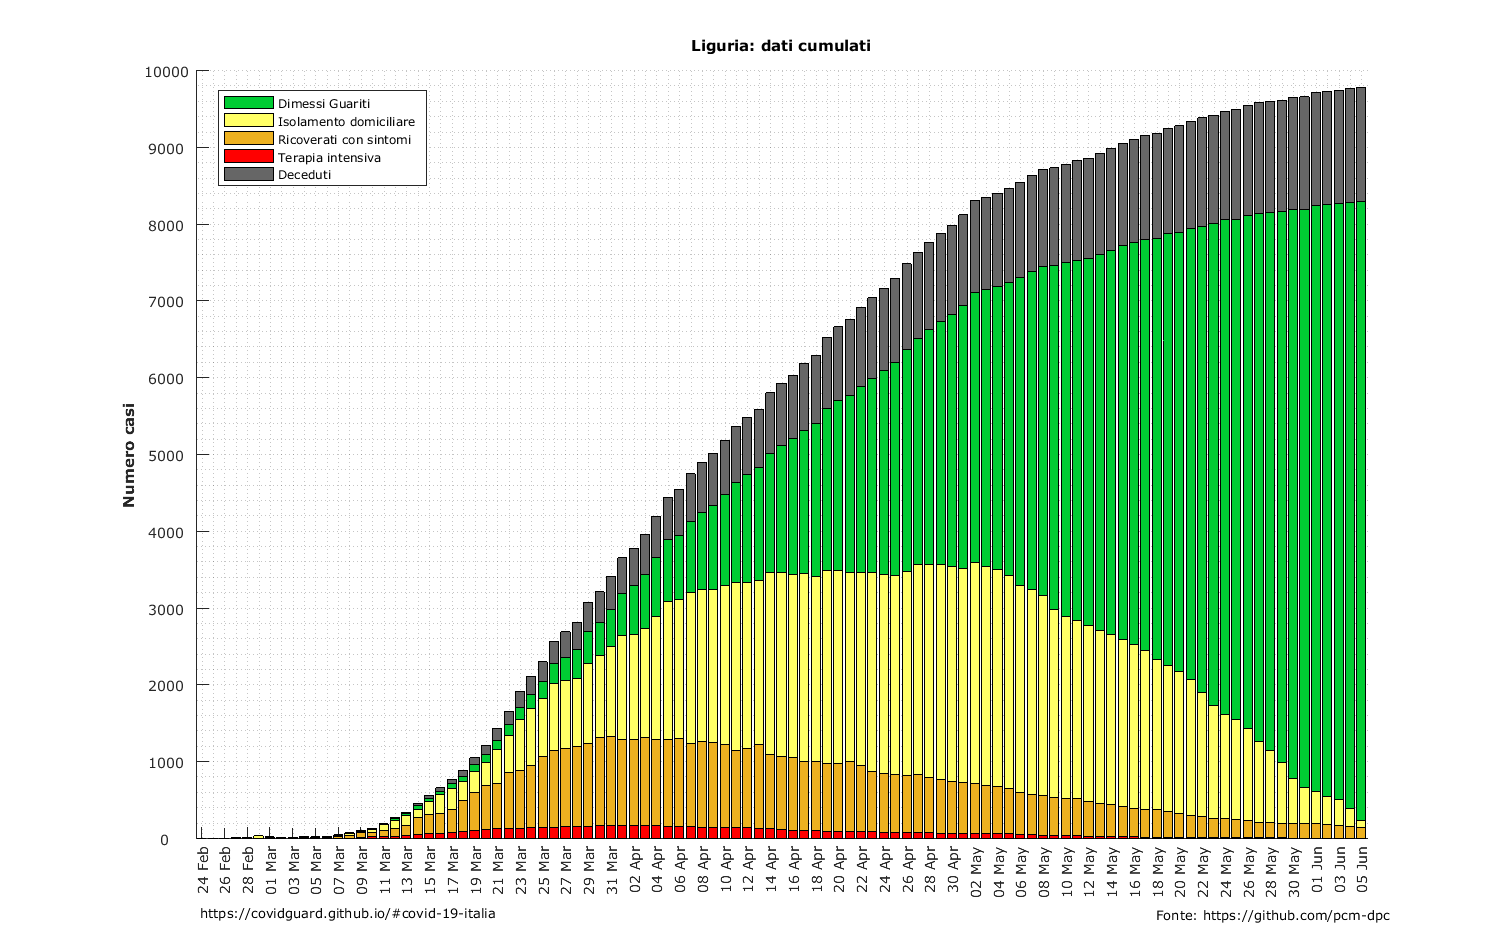 Liguria: dati cumulati
10000
9000
8000
7000
6000
5000
4000
3000
2000
1000
0
Numero casi
Dimessi Guariti
Isolamento domiciliare
Ricoverati con sintomi
Terapia intensiva
Deceduti
24 Feb
26 Feb
28 Feb
01 Mar
03 Mar
05 Mar
07 Mar
09 Mar
11 Mar
13 Mar
15 Mar
17 Mar
19 Mar
21 Mar
23 Mar
25 Mar
27 Mar
29 Mar
31 Mar
02 Apr
04 Apr
06 Apr
08 Apr
10 Apr
12 Apr
14 Apr
16 Apr
18 Apr
20 Apr
22 Apr
24 Apr
26 Apr
28 Apr
30 Apr
02 May
04 May
06 May
08 May
10 May
12 May
14 May
16 May
18 May
20 May
22 May
24 May
26 May
28 May
30 May
01 Jun
03 Jun
05 Jun
https://covidguard.github.io/#covid-19-italia
Fonte: https://github.com/pcm-dpc